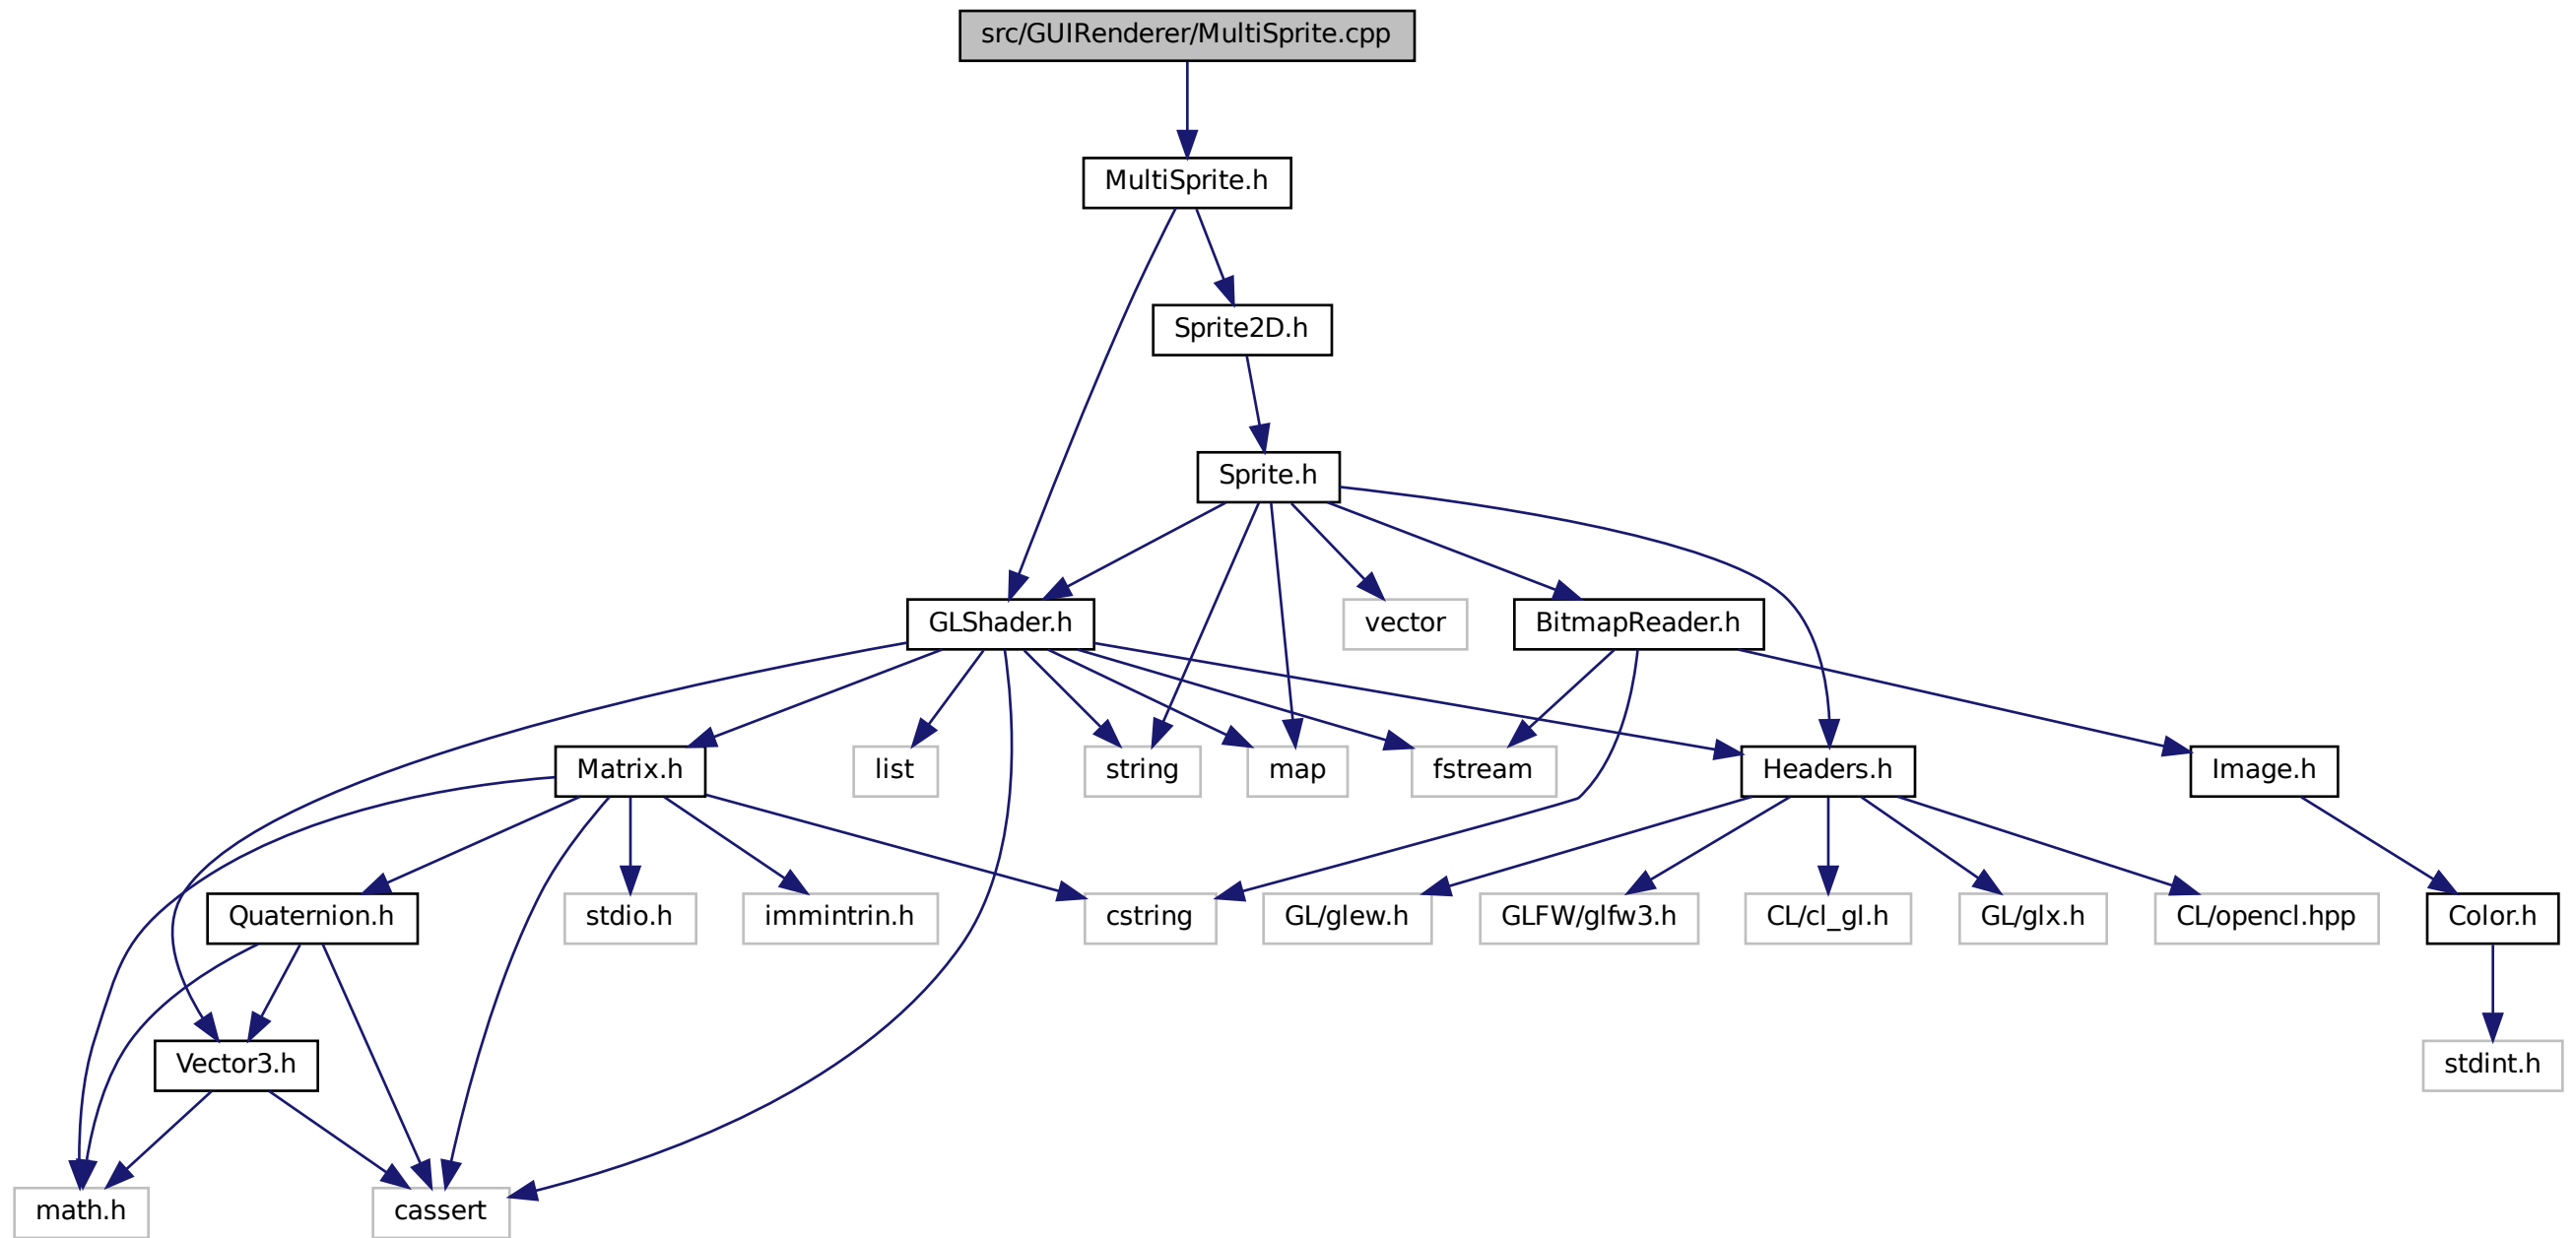 src/GUIRenderer/MultiSprite.cpp
MultiSprite.h
Sprite2D.h
Sprite.h
GLShader.h
vector
BitmapReader.h
Matrix.h
list
string
map
fstream
Headers.h
Image.h
Quaternion.h
stdio.h
immintrin.h
cstring
GL/glew.h
GLFW/glfw3.h
CL/cl_gl.h
GL/glx.h
CL/opencl.hpp
Color.h
Vector3.h
stdint.h
math.h
cassert